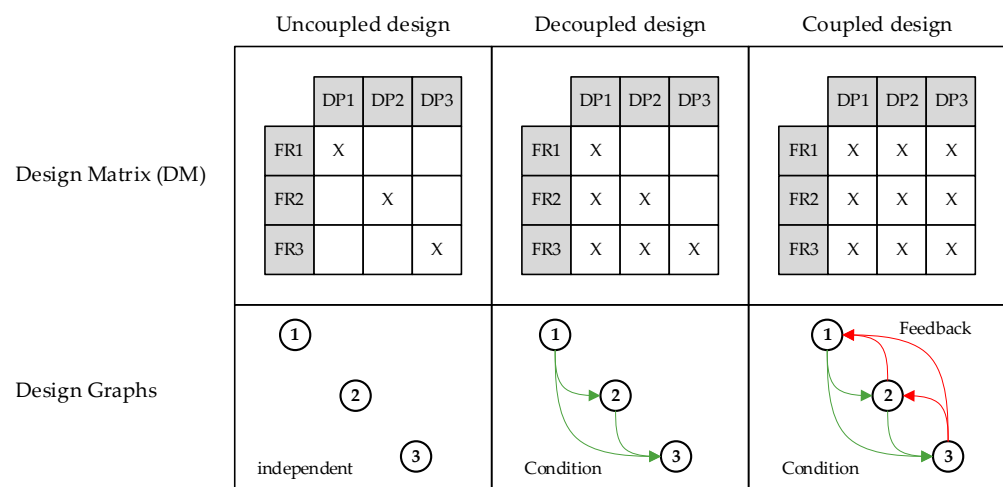 Uncoupled design Decoupled design Coupled design
Design Matrix (DM)
DP1 DP2 DP3
FR1 X
FR2 X
FR3 X
DP1 DP2 DP3
FR1 X
FR2 X X
FR3 X X X
DP1 DP2 DP3
FR1 X X X
FR2 X X X
FR3 X X X
Design Graphs
1
2
3
independent
1
2
3
Condition
1
Feedback
2
3
Condition